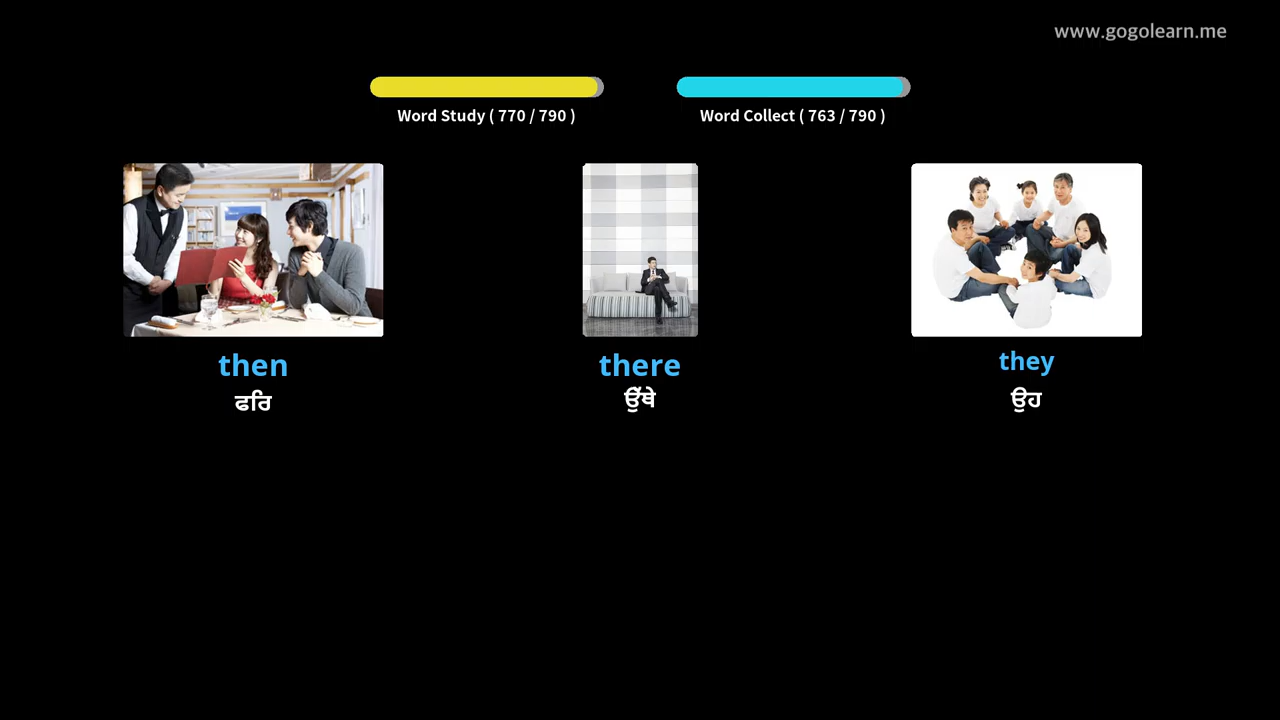 www.gogolearn.me
Word Study ( 770 / 790 )
Word Collect ( 763 / 790 )
then
there
they
ਫਿਰ
ਉੱਥੇ
ਉਹ